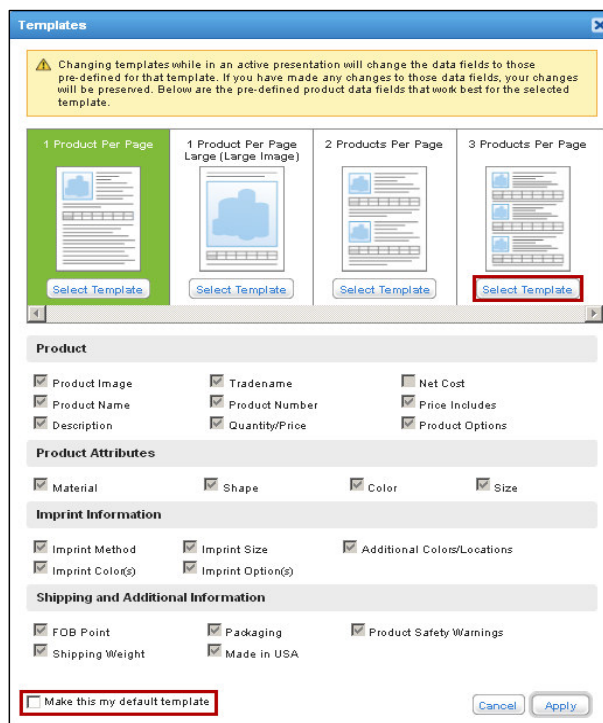 Templates
Changing templates while in an active presentation will change the data fields to those
pre-defined for that template. If you have made any changes to those data fields, your changes
will be preserved. Below are the pre-defined product data fields that work best for the selected
template.
1 Product Per Page
1 Product Per Page
Large (Large Image)
2 Products Per Page
3 Products Per Page
Select Template
Select Template
Select Template
Select Template
Product
Product Image
Tradename
Net Cost
Product Name
Product Number
Price Includes
Description
Quantity/Price
Product Options
Product Attributes
Material
Shape
Color
Size
Imprint Information
Imprint Method
Imprint Size
Additional Colors/Locations
Imprint Color(s)
Imprint Option(s)
Shipping and Additional Information
FOB Point
Packaging
Product Safety Warnings
Shipping Weight
Made in USA
Make this my default template
Cancel
Apply